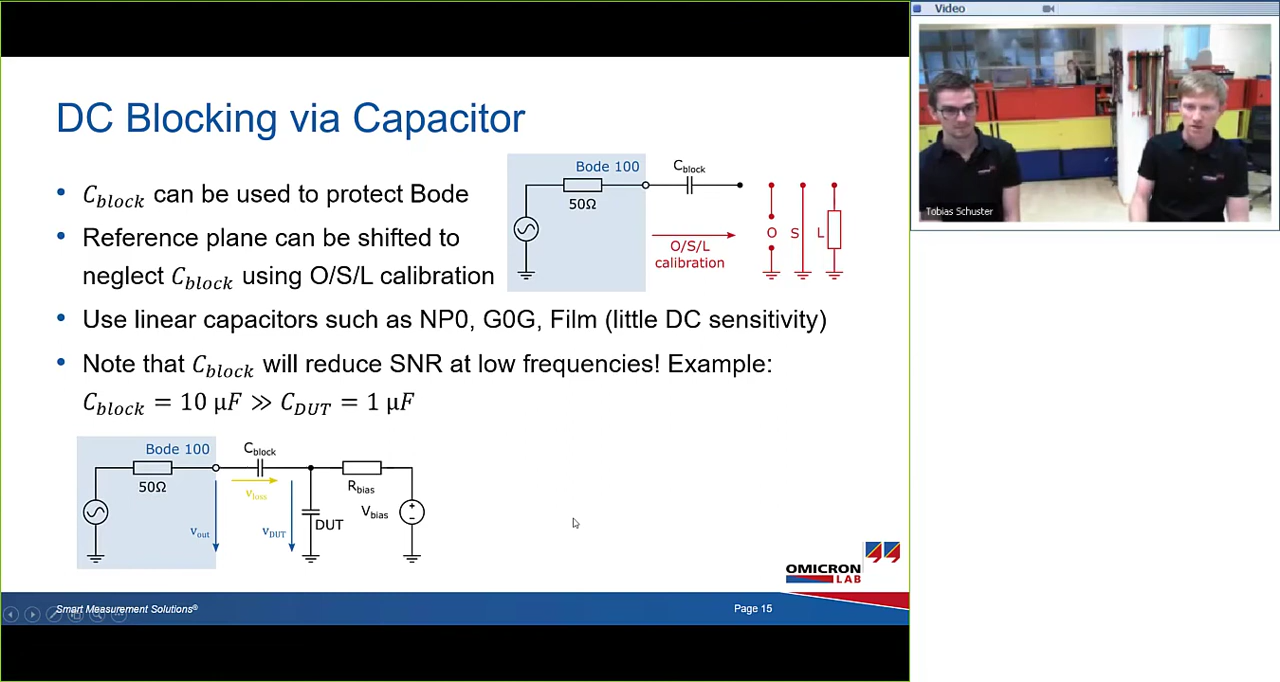 Video
DC Blocking via Capacitor
• C_block can be used to protect Bode
• Reference plane can be shifted to
neglect C_block using O/S/L calibration
• Use linear capacitors such as NP0, G0G, Film (little DC sensitivity)
• Note that C_block will reduce SNR at low frequencies! Example:
C_block = 10 μF ≫ C_DUT = 1 μF
Bode 100
C_block
50Ω
O/S/L
calibration
O
S
L
Tobias Schuster
Bode 100
C_block
50Ω
v_loss
R_bias
v_out
v_DUT
DUT
V_bias
OMICRON
LAB
Smart Measurement Solutions®
Page 15